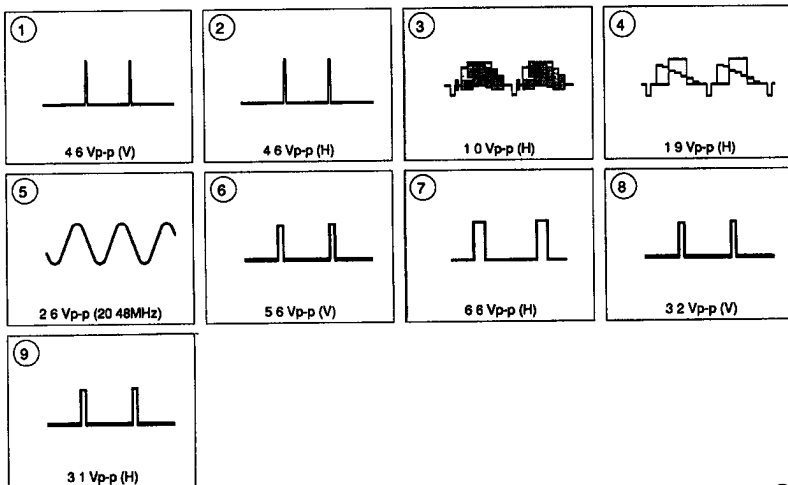 1
4 6 Vp-p (V)
2
4 6 Vp-p (H)
3
1 0 Vp-p (H)
4
1 9 Vp-p (H)
5
2 6 Vp-p (20 48MHz)
6
5 6 Vp-p (V)
7
6 6 Vp-p (H)
8
3 2 Vp-p (V)
9
3 1 Vp-p (H)